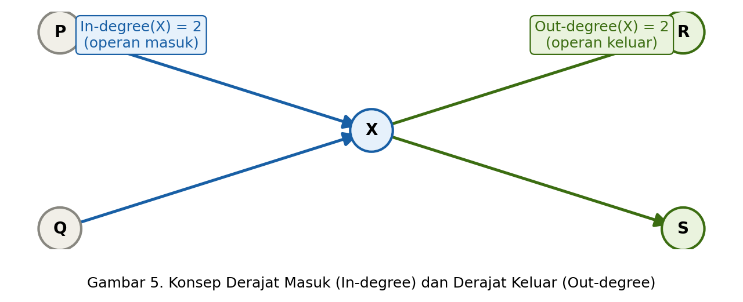 P
In-degree(X) = 2
(operan masuk)
Out-degree(X) = 2
(operan keluar)
R
X
Q
S
Gambar 5. Konsep Derajat Masuk (In-degree) dan Derajat Keluar (Out-degree)